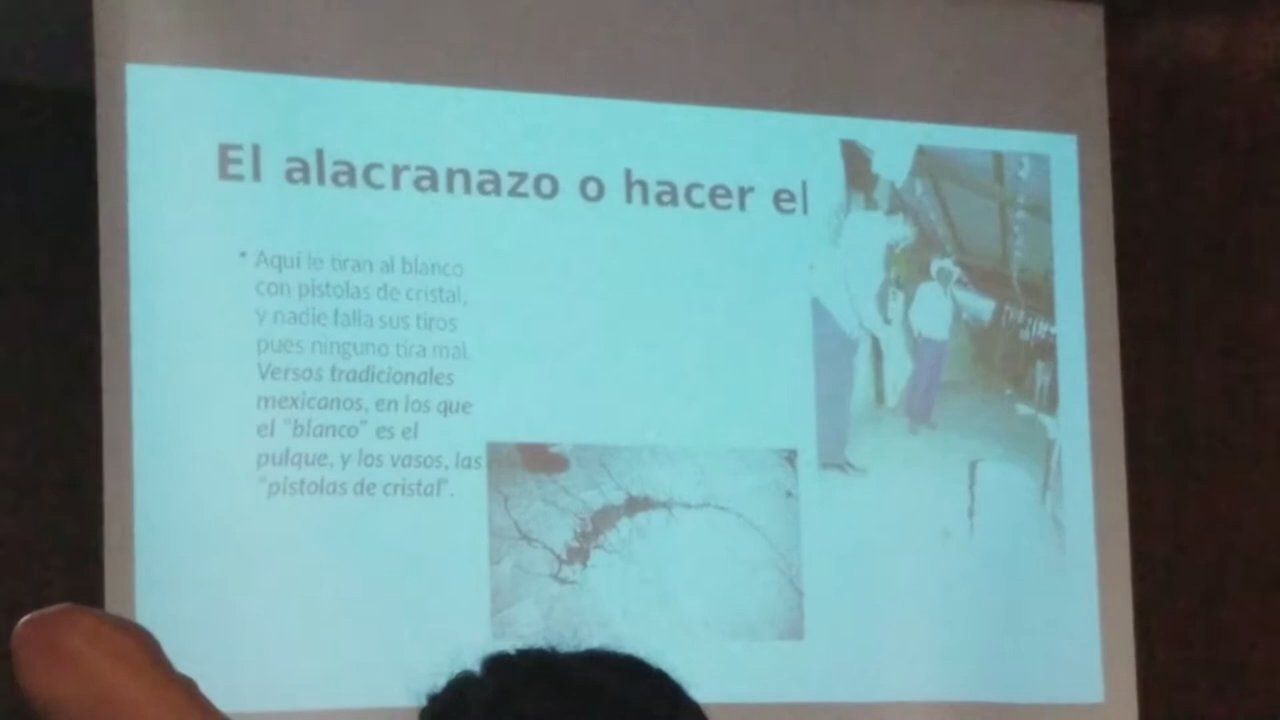 El alacranazo o hacer el
• Aquí le tiran al blanco
con pistolas de cristal,
y nadie falla sus tiros
pues ninguno tira mal.
Versos tradicionales
mexicanos, en los que
el "blanco" es el
pulque, y los vasos, las
"pistolas de cristal".